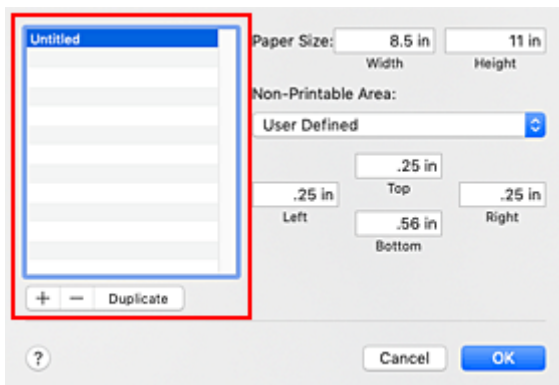 Untitled
Paper Size: 8.5 in 11 in
Width Height
Non-Printable Area:
User Defined
.25 in
Top
.25 in .25 in
Left Right
.56 in
Bottom
+ − Duplicate
? Cancel OK